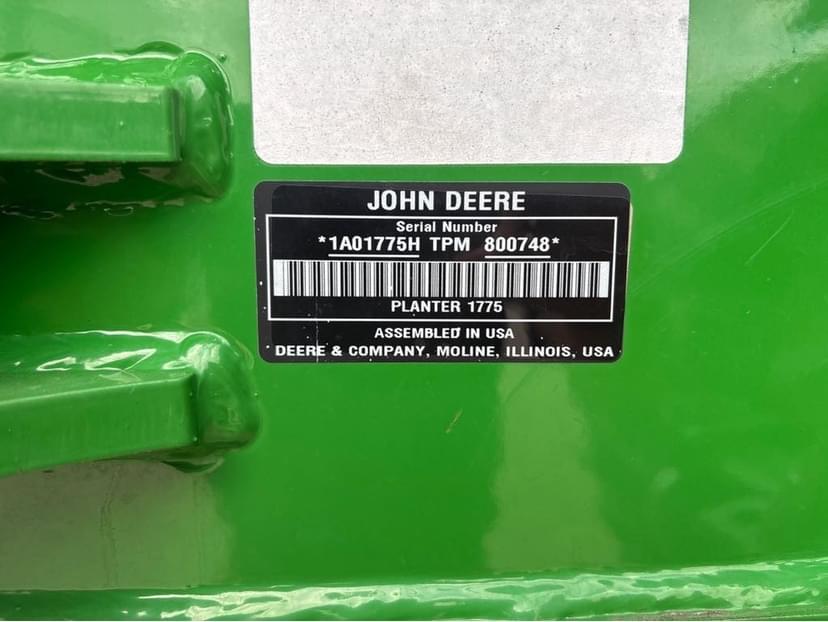 JOHN DEERE
Serial Number
*1A01775H TPM 800748*
PLANTER 1775
ASSEMBLED IN USA
DEERE & COMPANY, MOLINE, ILLINOIS, USA